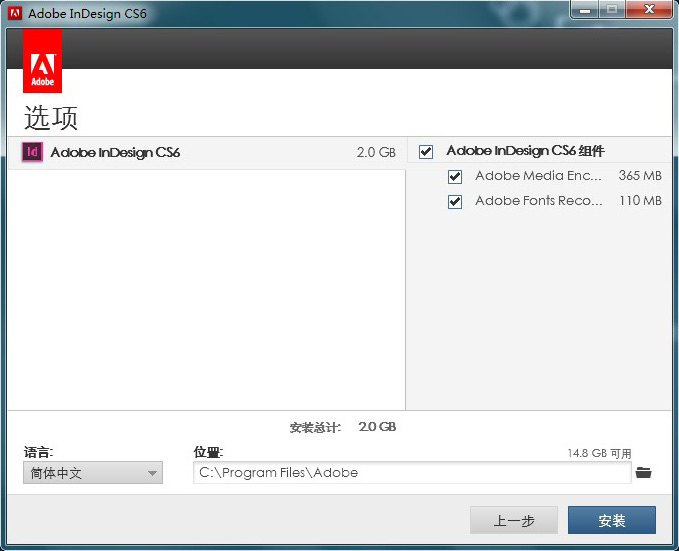 Adobe InDesign CS6
Adobe
选项
Id Adobe InDesign CS6 2.0 GB
Adobe InDesign CS6 组件
Adobe Media Enc... 365 MB
Adobe Fonts Reco... 110 MB
安装总计: 2.0 GB
语言: 位置: 14.8 GB 可用
简体中文 C:\Program Files\Adobe
上一步 安装